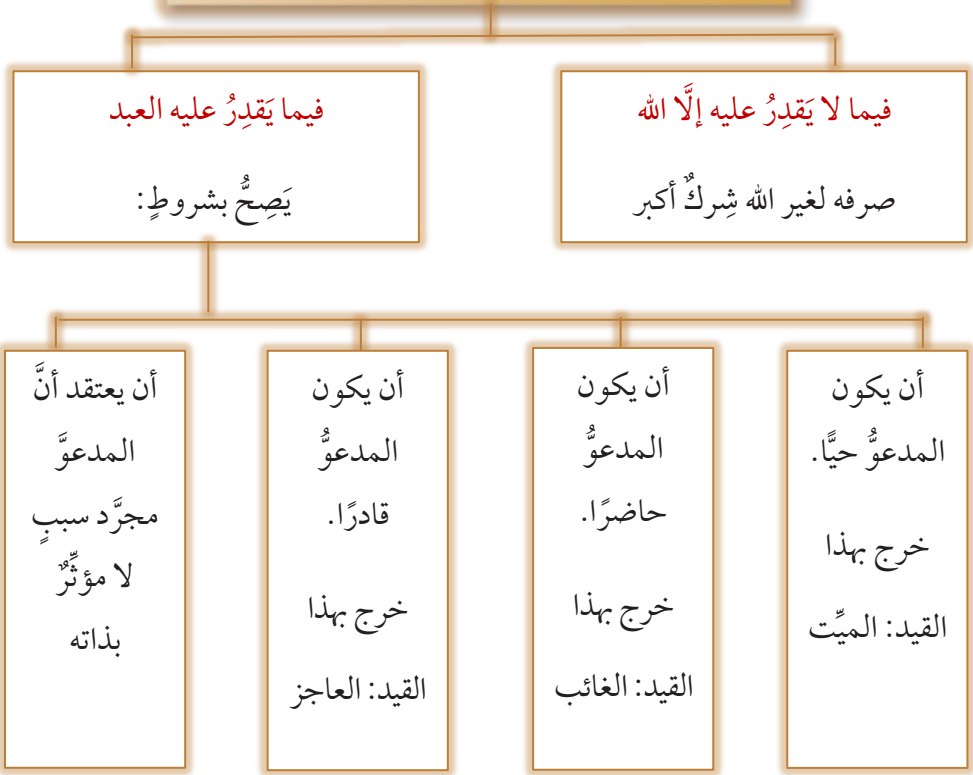 فيما لا يَقدِرُ عليه إلَّا الله
صرفه لغير الله شِركٌ أكبر
فيما يَقدِرُ عليه العبد
يَصِحُّ بشروطٍ:
أن يكون
المدعوُّ حيًّا.
خرج بهذا
القيد: الميِّت
أن يكون
المدعوُّ
حاضرًا.
خرج بهذا
القيد: الغائب
أن يكون
المدعوُّ
قادرًا.
خرج بهذا
القيد: العاجز
أن يعتقد أنَّ
المدعوَّ
مجرَّد سببٍ
لا مؤثِّرٌ
بذاته